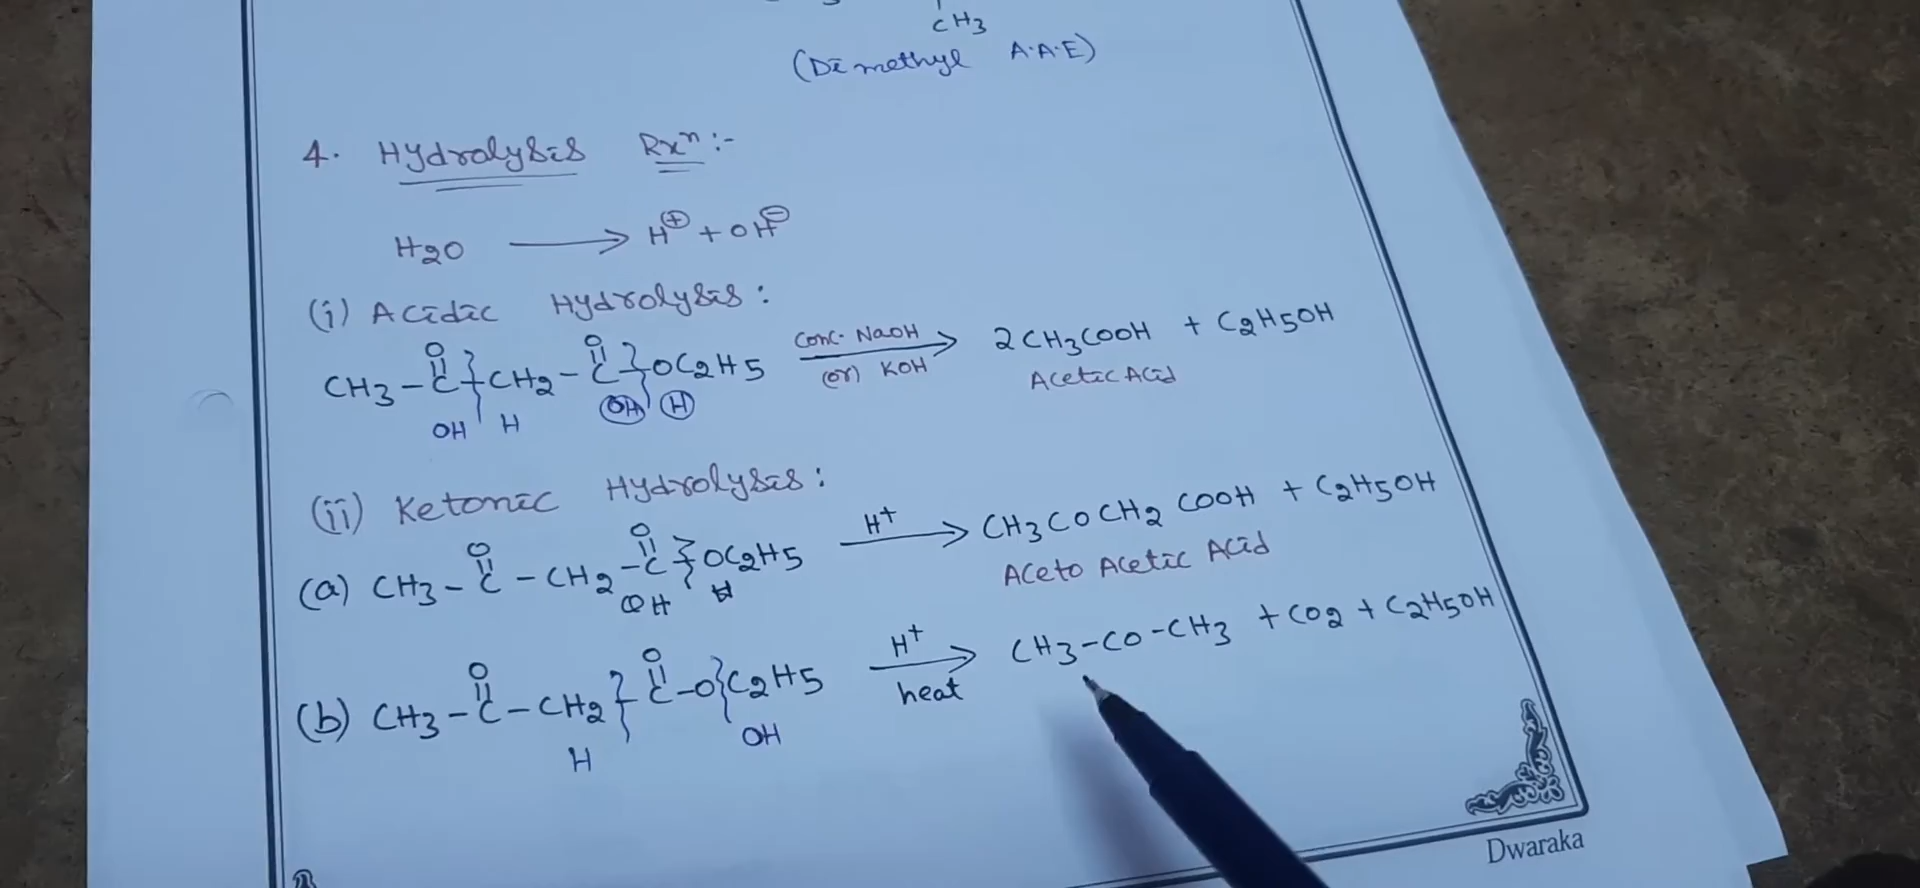 CH3
(Di methyl A.A.E)
4. Hydrolysis Rxⁿ :-
H2O ⟶ H⊕ + OH⊖
(i) Acidic Hydrolysis :
O O
CH3 – C } CH2 – C } OC2H5 conc. NaOH (or) KOH ⟶ 2CH3COOH + C2H5OH
OH H OH H Acetic Acid
(ii) Ketonic Hydrolysis :
O O
(a) CH3 – C – CH2 – C } OC2H5 H+ ⟶ CH3COCH2COOH + C2H5OH
OH H Aceto Acetic Acid
O O
(b) CH3 – C – CH2 } C – O } C2H5 H+ heat ⟶ CH3 – CO – CH3 + CO2 + C2H5OH
H OH
Dwaraka